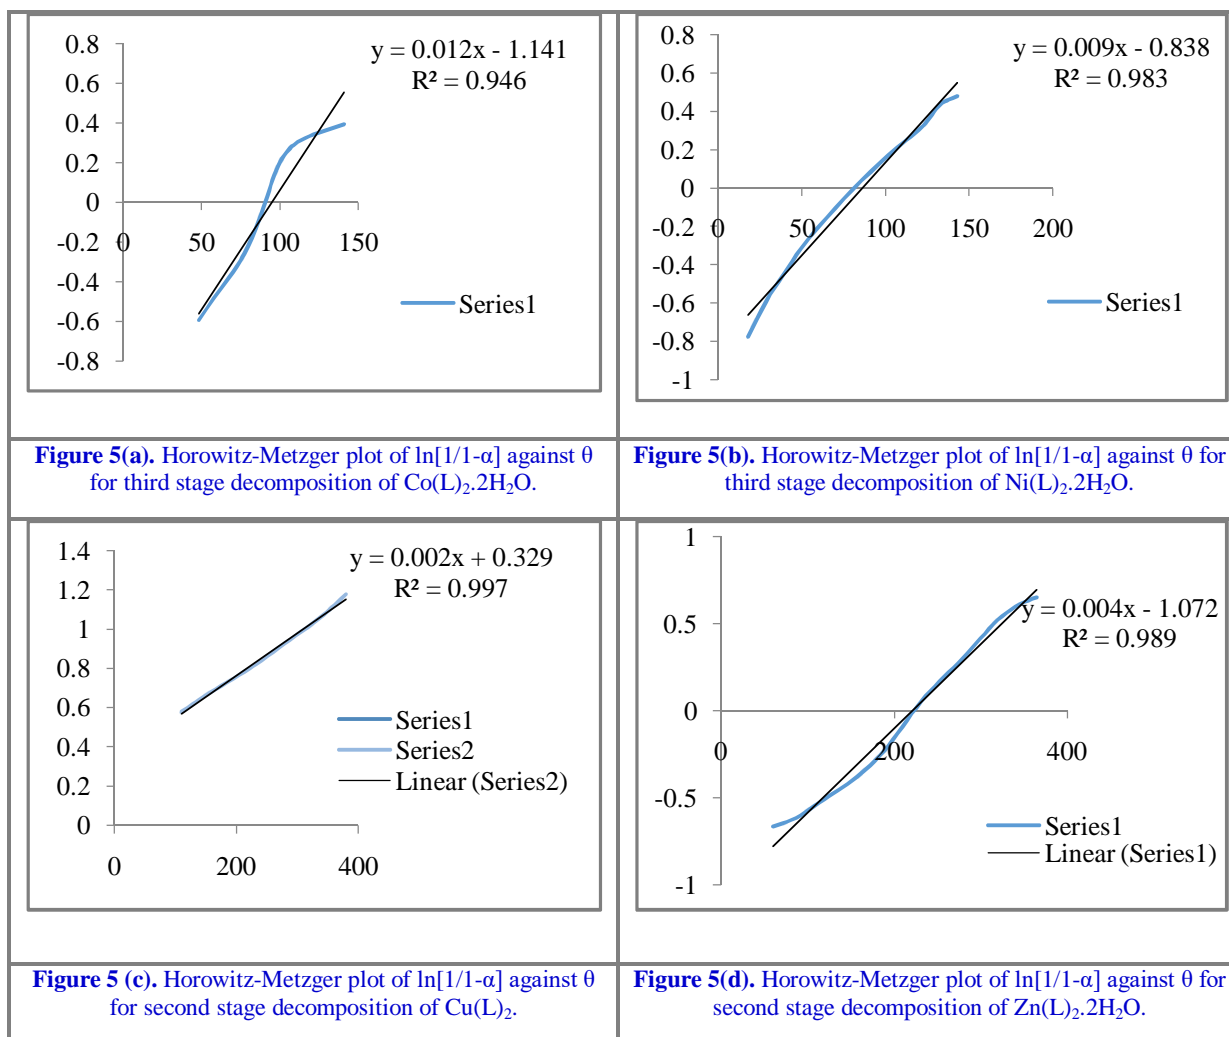 y = 0.012x - 1.141
R² = 0.946
0.8
0.6
0.4
0.2
0
-0.2
-0.4
-0.6
-0.8
0
50
100
150
Series1
Figure 5(a). Horowitz-Metzger plot of ln[1/1-α] against θ
for third stage decomposition of Co(L)₂.2H₂O.
y = 0.009x - 0.838
R² = 0.983
0.8
0.6
0.4
0.2
0
-0.2
-0.4
-0.6
-0.8
-1
0
50
100
150
200
Series1
Figure 5(b). Horowitz-Metzger plot of ln[1/1-α] against θ for
third stage decomposition of Ni(L)₂.2H₂O.
y = 0.002x + 0.329
R² = 0.997
1.4
1.2
1
0.8
0.6
0.4
0.2
0
0
200
400
Series1
Series2
Linear (Series2)
Figure 5 (c). Horowitz-Metzger plot of ln[1/1-α] against θ
for second stage decomposition of Cu(L)₂.
y = 0.004x - 1.072
R² = 0.989
1
0.5
0
-0.5
-1
0
200
400
Series1
Linear (Series1)
Figure 5(d). Horowitz-Metzger plot of ln[1/1-α] against θ for
second stage decomposition of Zn(L)₂.2H₂O.